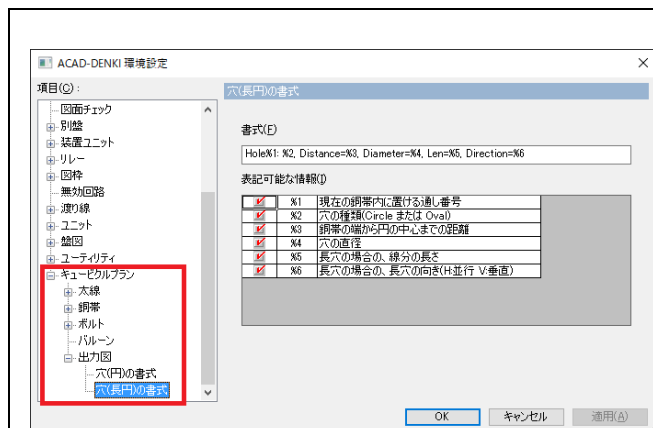 ACAD-DENKI 環境設定
項目(C):
図面チェック
別盤
装置ユニット
リレー
図枠
無効回路
渡り線
ユニット
盤図
ユーティリティ
キュービクルプラン
太線
銅帯
ボルト
バルーン
出力図
穴(円)の書式
穴(長円)の書式
穴(長円)の書式
書式(F)
Hole%1: %2, Distance=%3, Diameter=%4, Len=%5, Direction=%6
表記可能な情報(I)
%1 現在の銅帯内に置ける通し番号
%2 穴の種類(Circle または Oval)
%3 銅帯の端から円の中心までの距離
%4 穴の直径
%5 長穴の場合の、線分の長さ
%6 長穴の場合の、長穴の向き(H:並行 V:垂直)
OK キャンセル 適用(A)